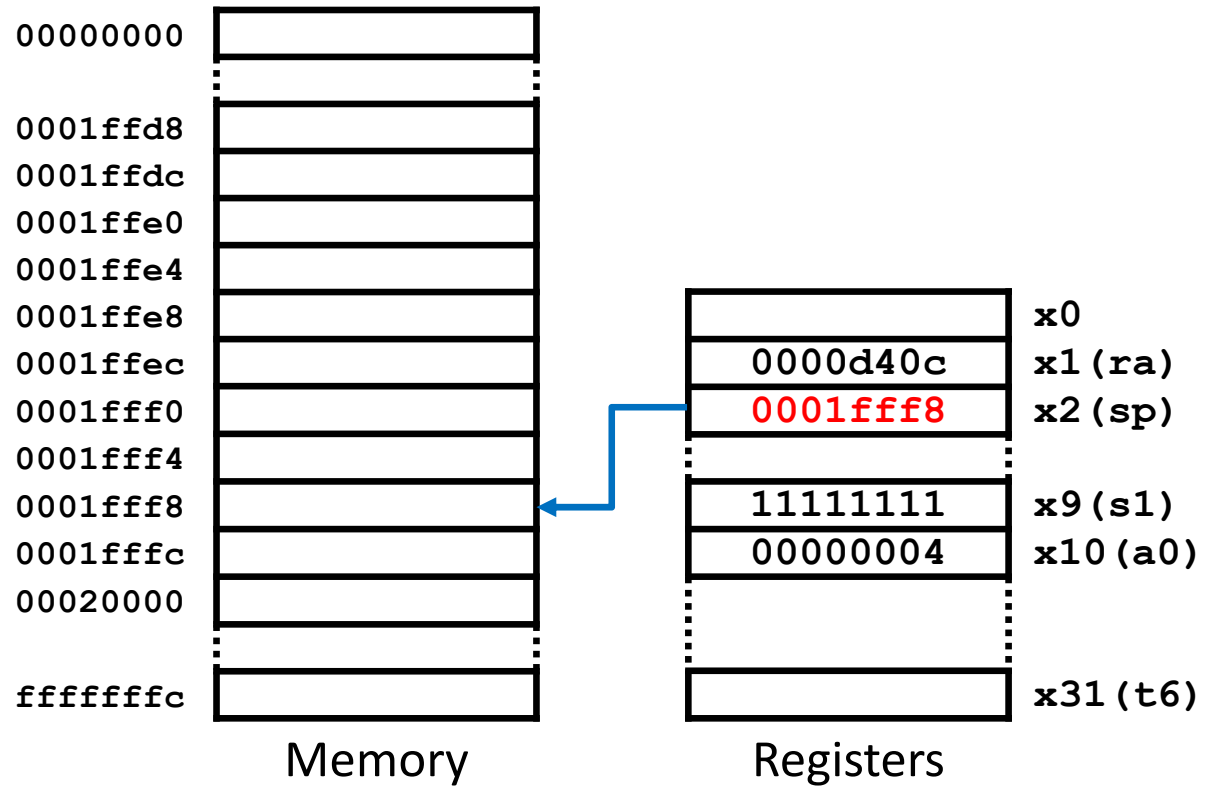 00000000
0001ffd8
0001ffdc
0001ffe0
0001ffe4
0001ffe8
0001ffec
0001fff0
0001fff4
0001fff8
0001fffc
00020000
fffffffc
Memory
x0
0000d40c x1(ra)
0001fff8 x2(sp)
11111111 x9(s1)
00000004 x10(a0)
x31(t6)
Registers